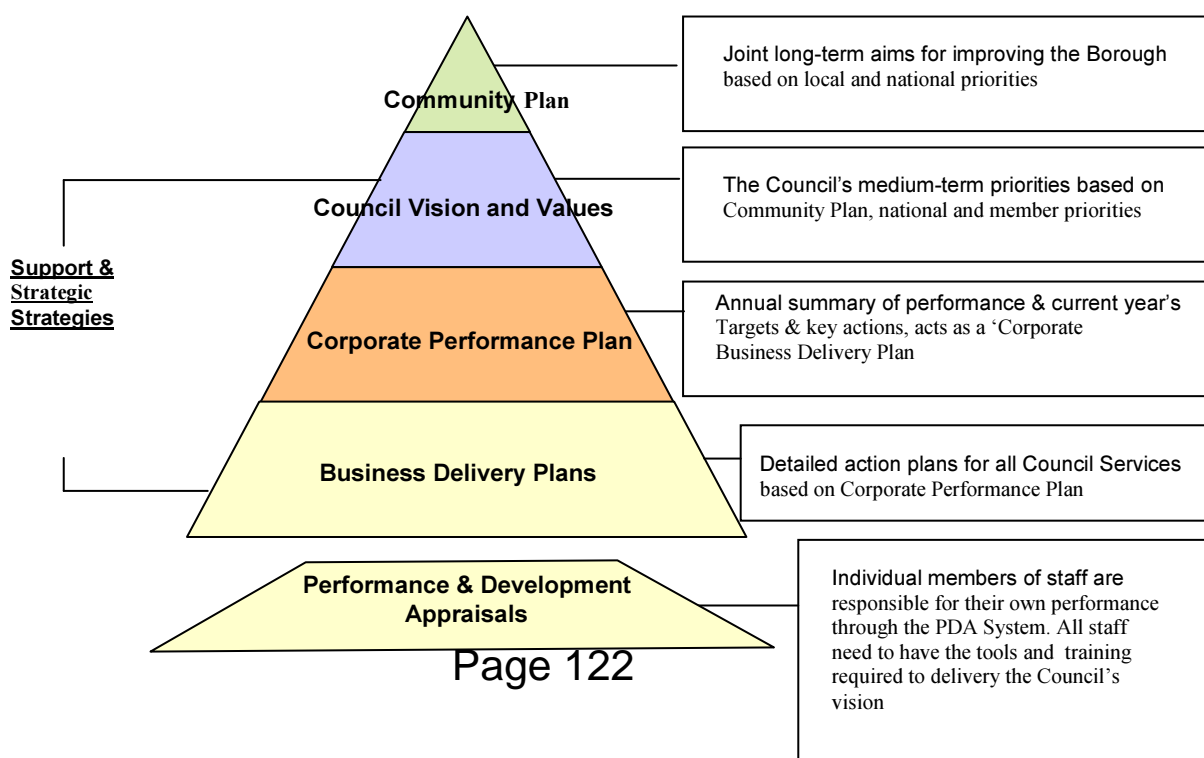 Community Plan
Joint long-term aims for improving the Borough
based on local and national priorities
Council Vision and Values
The Council’s medium-term priorities based on
Community Plan, national and member priorities
Support &
Strategic
Strategies
Corporate Performance Plan
Annual summary of performance & current year’s
Targets & key actions, acts as a ‘Corporate
Business Delivery Plan
Business Delivery Plans
Detailed action plans for all Council Services
based on Corporate Performance Plan
Performance & Development
Appraisals
Individual members of staff are
responsible for their own performance
through the PDA System. All staff
need to have the tools and training
required to delivery the Council’s
vision
Page 122